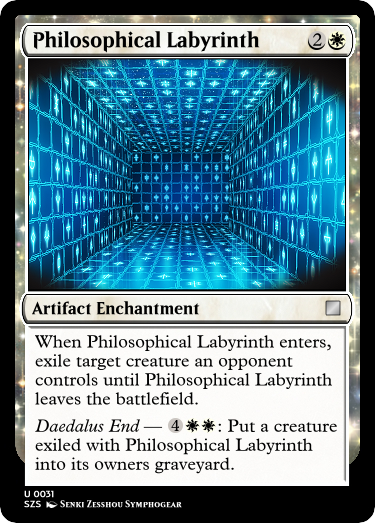 Philosophical Labyrinth 2
Artifact Enchantment
When Philosophical Labyrinth enters,
exile target creature an opponent
controls until Philosophical Labyrinth
leaves the battlefield.
Daedalus End — 4: Put a creature
exiled with Philosophical Labyrinth
into its owners graveyard.
U 0031
SZS Senki Zesshou Symphogear